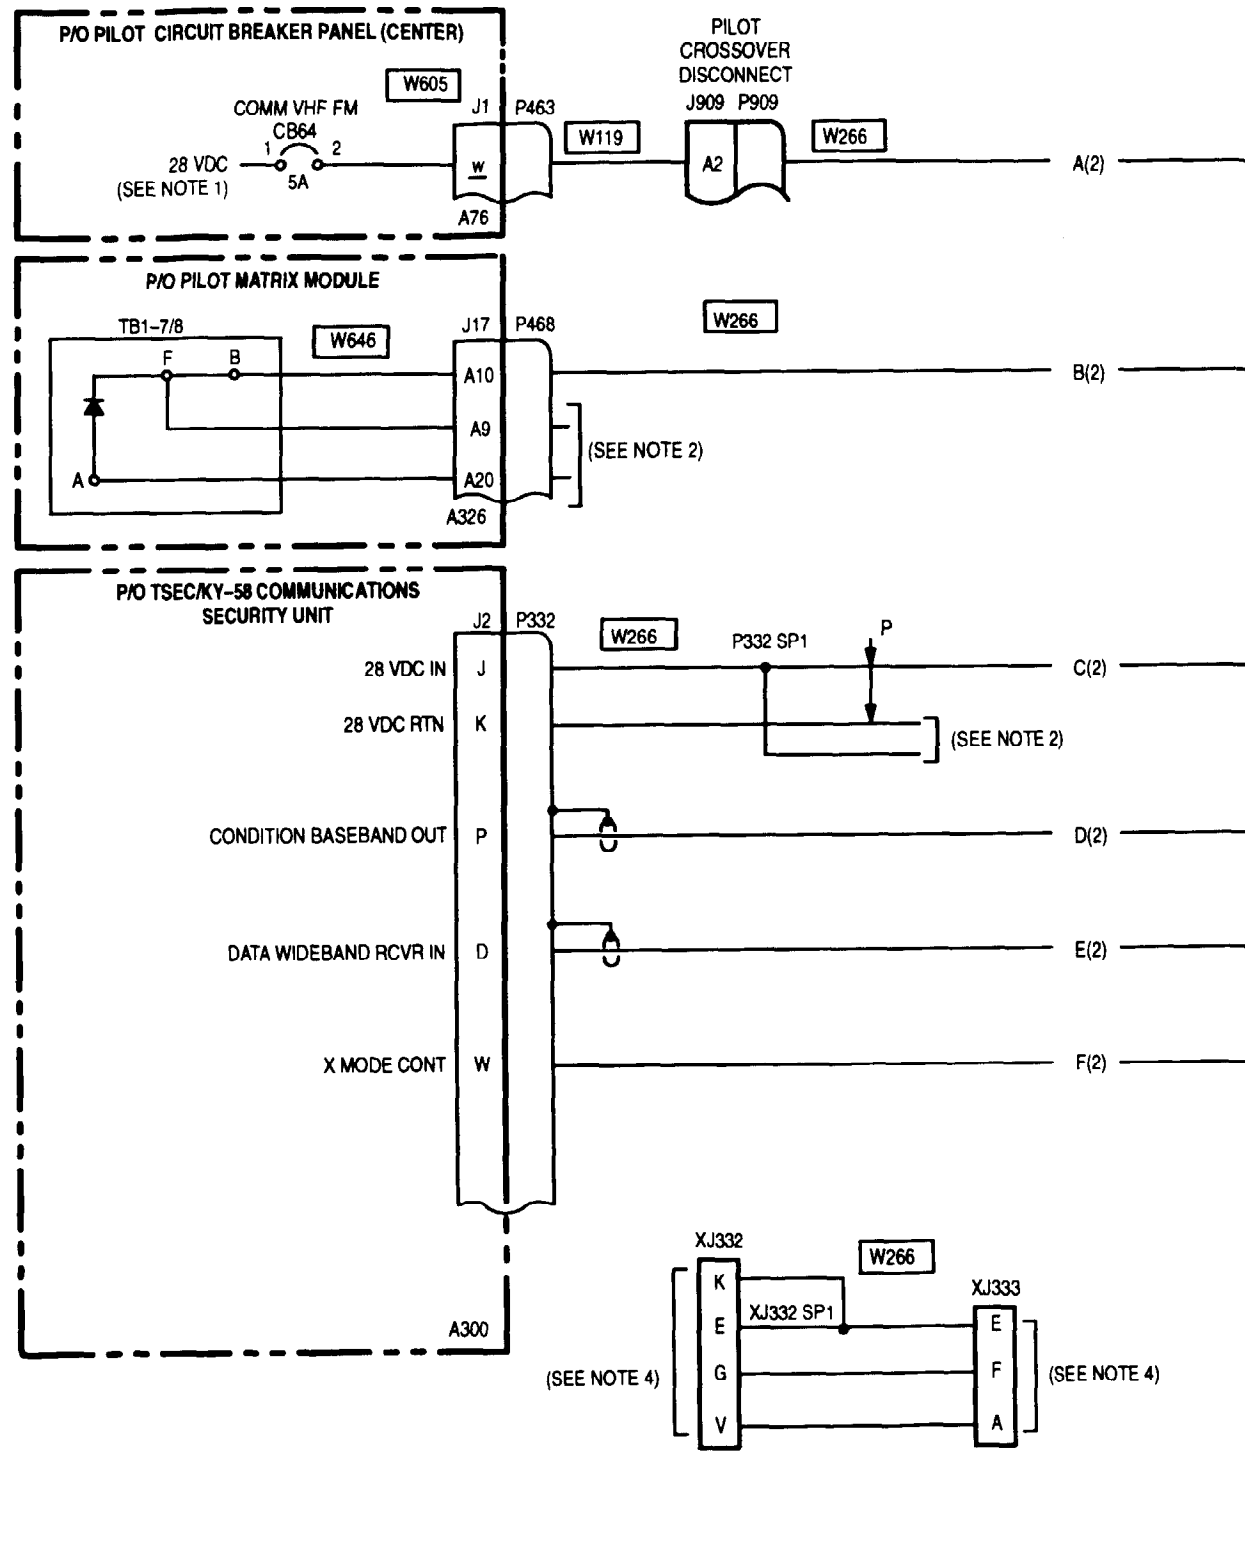 P/O PILOT CIRCUIT BREAKER PANEL (CENTER)
W605
COMM VHF FM
CB64
1
2
28 VDC
(SEE NOTE 1)
5A
J1
P463
w
A76
W119
PILOT
CROSSOVER
DISCONNECT
J909 P909
A2
W266
A(2)
P/O PILOT MATRIX MODULE
TB1-7/8
F
B
A
W646
J17
P468
A10
A9
A20
A326
W266
B(2)
(SEE NOTE 2)
P/O TSEC/KY-58 COMMUNICATIONS
SECURITY UNIT
J2
P332
W266
P332 SP1
P
28 VDC IN
J
C(2)
28 VDC RTN
K
(SEE NOTE 2)
CONDITION BASEBAND OUT
P
D(2)
DATA WIDEBAND RCVR IN
D
E(2)
X MODE CONT
W
F(2)
A300
XJ332
W266
XJ333
K
E
XJ332 SP1
E
G
F
V
A
(SEE NOTE 4)
(SEE NOTE 4)